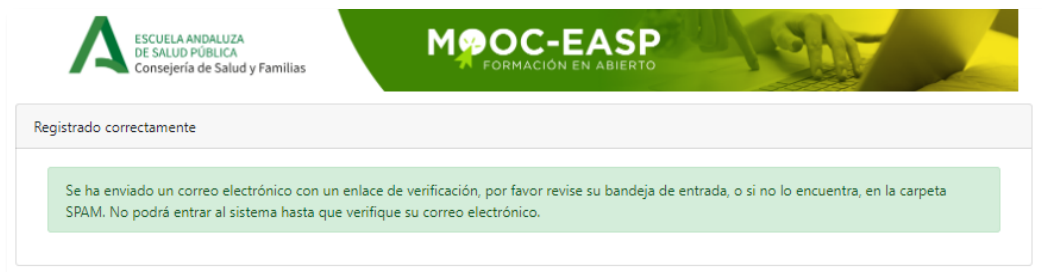 ESCUELA ANDALUZA
DE SALUD PÚBLICA
Consejería de Salud y Familias
MOOC-EASP
FORMACIÓN EN ABIERTO
Registrado correctamente
Se ha enviado un correo electrónico con un enlace de verificación, por favor revise su bandeja de entrada, o si no lo encuentra, en la carpeta
SPAM. No podrá entrar al sistema hasta que verifique su correo electrónico.